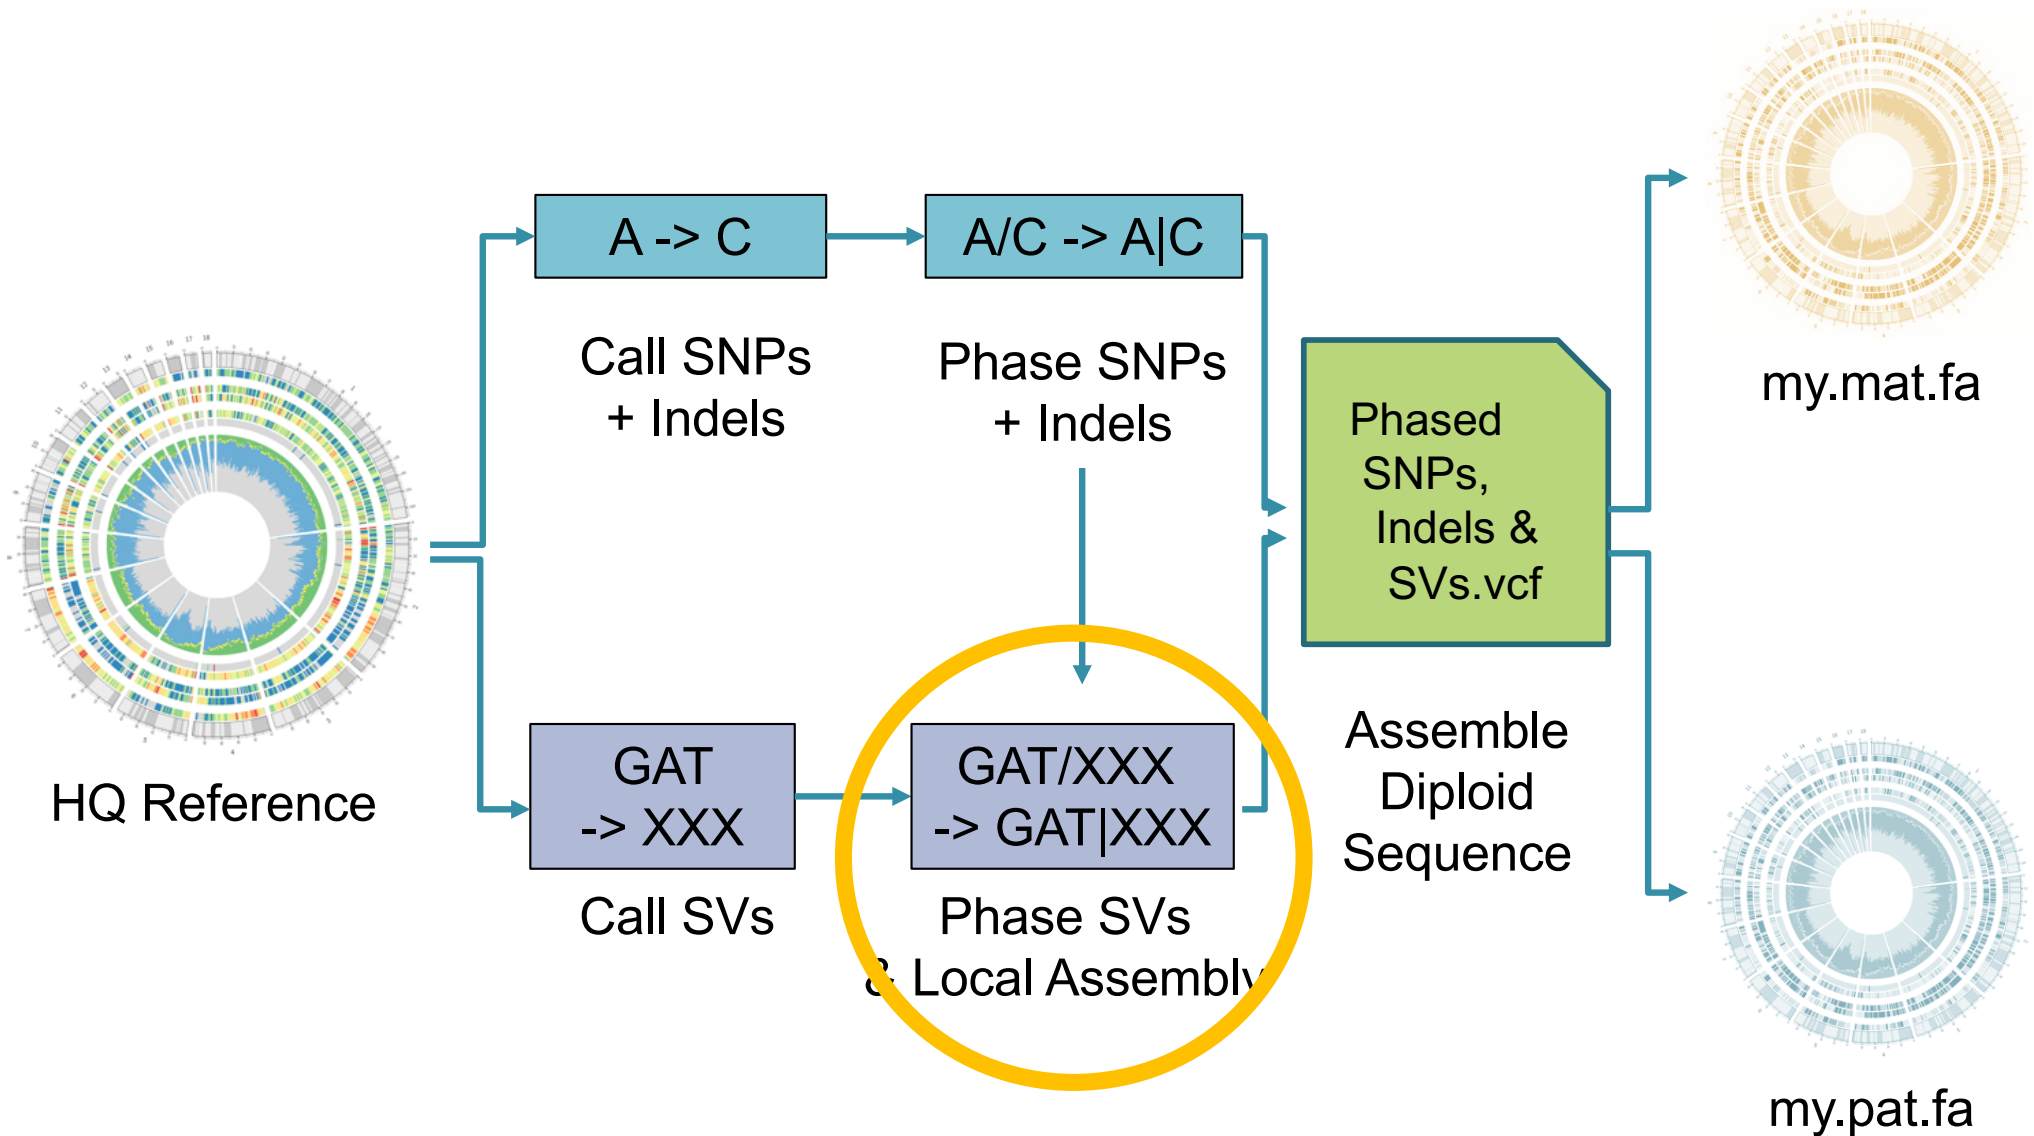 A -> C
A/C -> A|C
Call SNPs
+ Indels
Phase SNPs
+ Indels
HQ Reference
GAT
-> XXX
Call SVs
GAT/XXX
-> GAT|XXX
Phase SVs
& Local Assembly
Phased
SNPs,
Indels &
SVs.vcf
Assemble
Diploid
Sequence
my.mat.fa
my.pat.fa